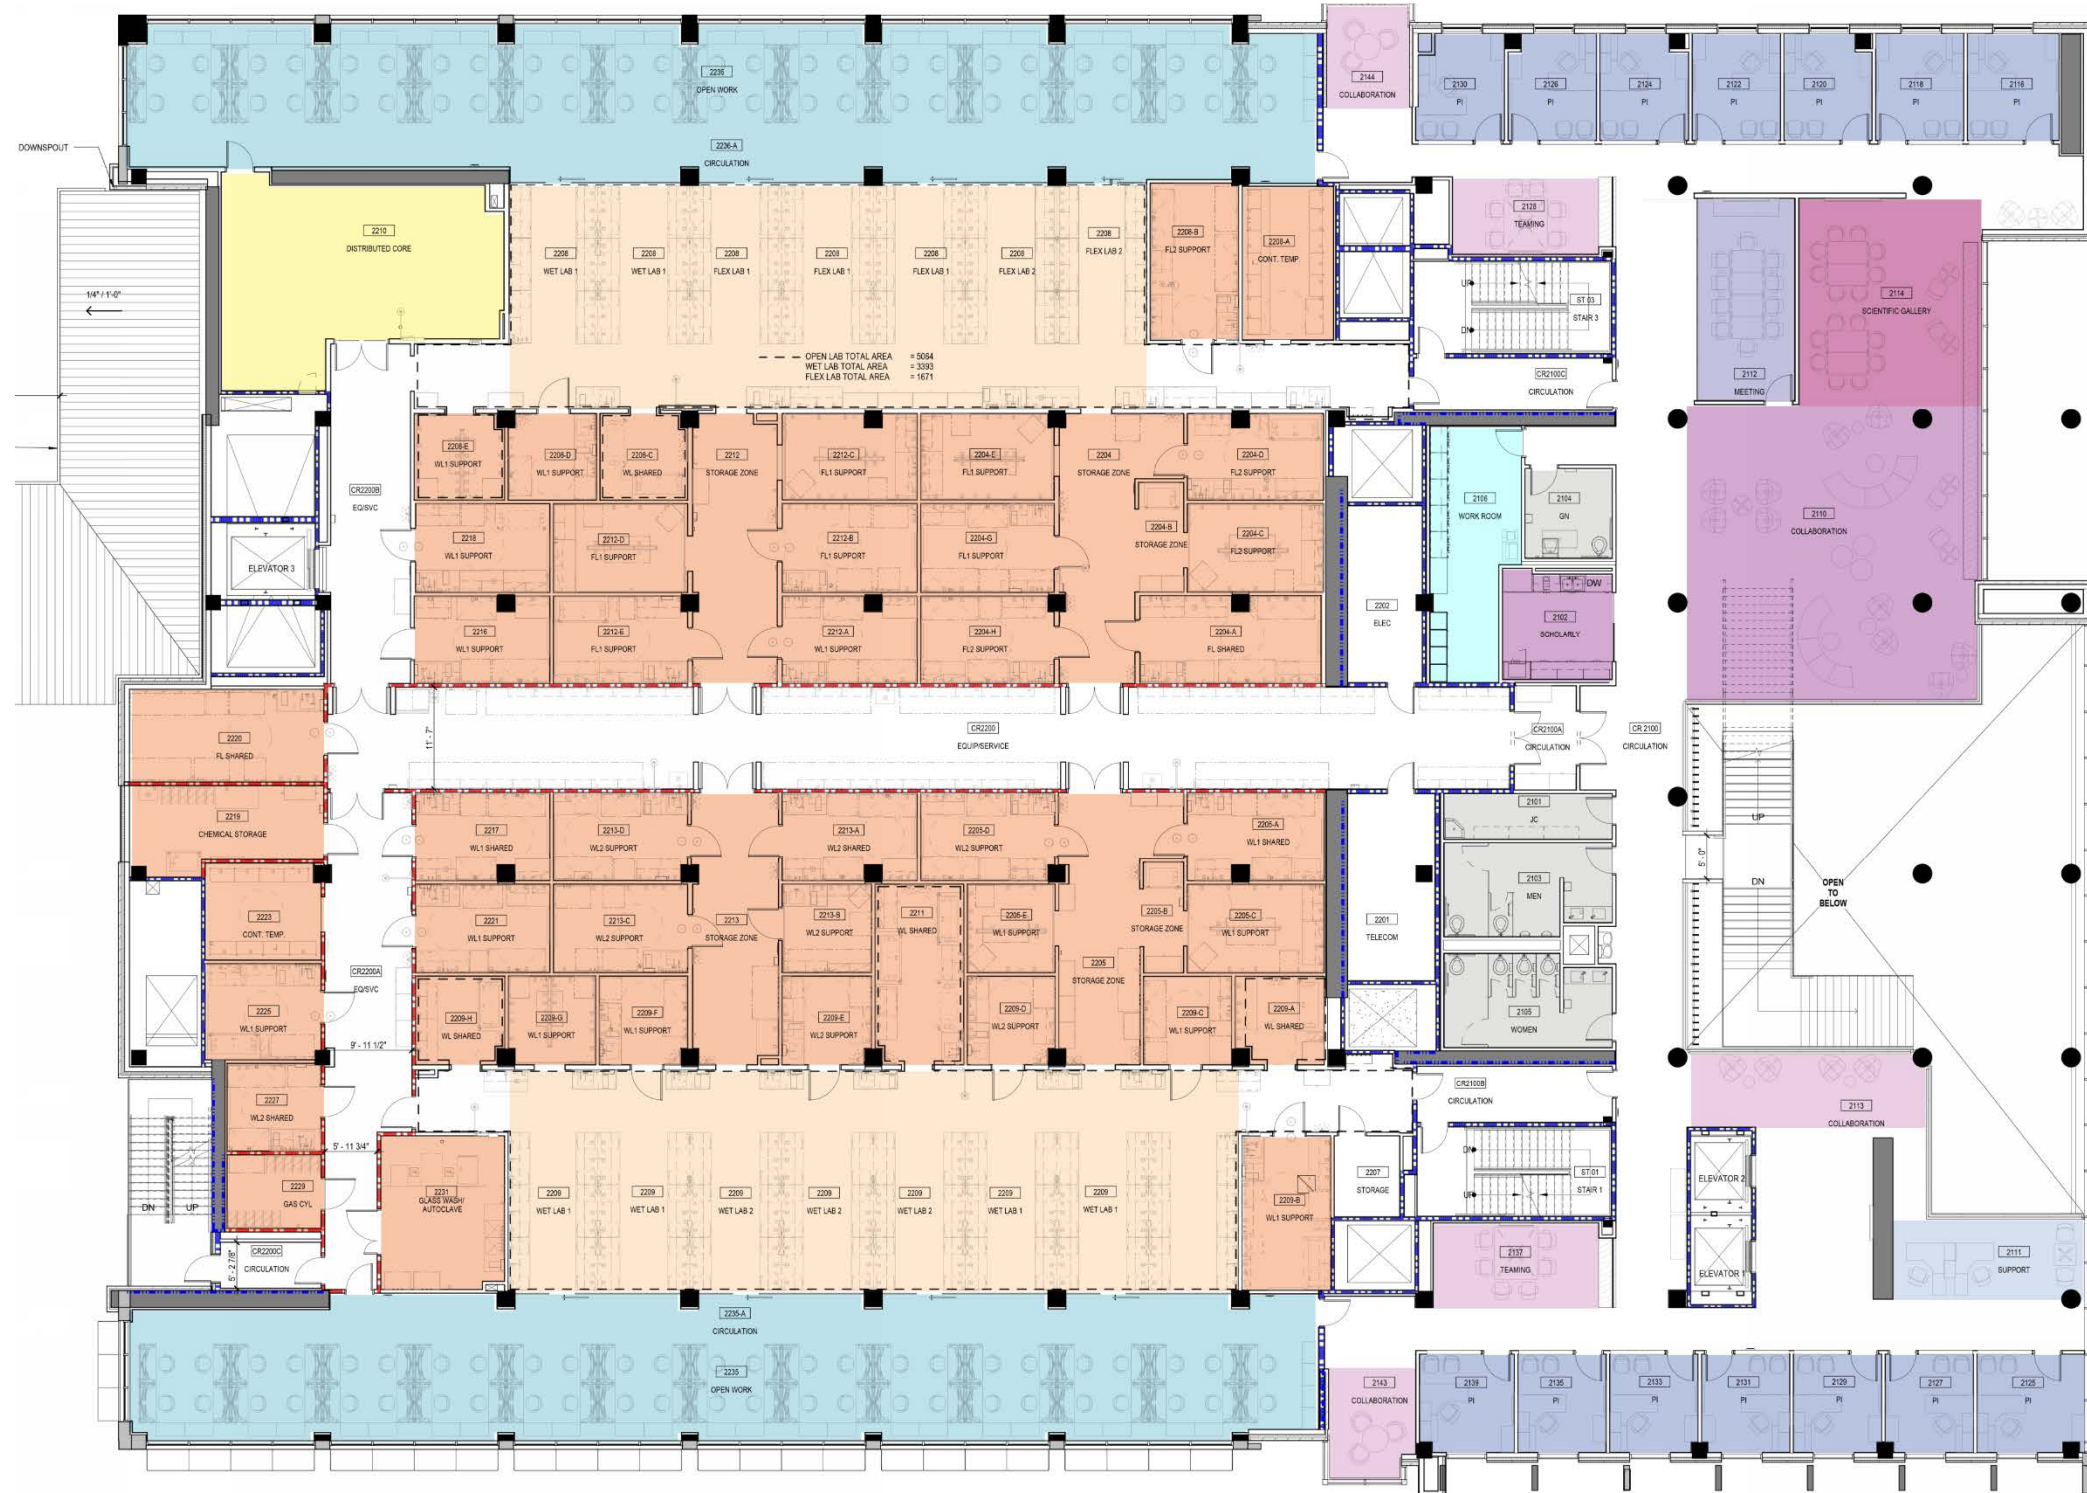 2236
OPEN WORK
2236-A
CIRCULATION
2144
COLLABORATION
2130
PI
2126
PI
2124
PI
2122
PI
2120
PI
2118
PI
2116
PI
DOWNSPOUT
1/4" / 1'-0"
2210
DISTRIBUTED CORE
2208
WET LAB 1
2208
WET LAB 1
2208
FLEX LAB 1
2208
FLEX LAB 1
2208
FLEX LAB 1
2208
FLEX LAB 2
2208
FLEX LAB 2
2208-B
FL2 SUPPORT
2208-A
CONT. TEMP.
2128
TEAMING
UP
DN
ST 03
STAIR 3
2112
MEETING
2114
SCIENTIFIC GALLERY
OPEN LAB TOTAL AREA = 5064
WET LAB TOTAL AREA = 3393
FLEX LAB TOTAL AREA = 1671
CR2100C
CIRCULATION
2208-E
WL1 SUPPORT
2208-D
WL1 SUPPORT
2208-C
WL SHARED
2212
STORAGE ZONE
2212-C
FL1 SUPPORT
2204-E
FL1 SUPPORT
2204
STORAGE ZONE
2204-D
FL2 SUPPORT
CR2200B
EQ/SVC
2218
WL1 SUPPORT
2212-D
FL1 SUPPORT
2212-B
FL1 SUPPORT
2204-G
FL1 SUPPORT
2204-B
STORAGE ZONE
2204-C
FL2 SUPPORT
2106
WORK ROOM
2104
GN
2110
COLLABORATION
ELEVATOR 3
2216
WL1 SUPPORT
2212-E
FL1 SUPPORT
2212-A
WL1 SUPPORT
2204-H
FL2 SUPPORT
2204-A
FL SHARED
2202
ELEC
DW
2102
SCHOLARLY
2220
FL SHARED
11' - 7"
CR2200
EQUIP/SERVICE
CR2100A
CIRCULATION
CR 2100
CIRCULATION
2219
CHEMICAL STORAGE
2217
WL1 SHARED
2213-D
WL2 SUPPORT
2213-A
WL2 SHARED
2205-D
WL2 SUPPORT
2205-A
WL1 SHARED
2101
JC
UP
5' - 0"
2223
CONT. TEMP.
2221
WL1 SUPPORT
2213-C
WL2 SUPPORT
2213
STORAGE ZONE
2213-B
WL2 SUPPORT
2211
WL SHARED
2205-E
WL1 SUPPORT
2205-B
STORAGE ZONE
2205-C
WL1 SUPPORT
2201
TELECOM
2103
MEN
DN
OPEN
TO
BELOW
CR2200A
EQ/SVC
2205
STORAGE ZONE
2225
WL1 SUPPORT
2209-H
WL SHARED
2209-G
WL1 SUPPORT
2209-F
WL1 SUPPORT
2209-E
WL2 SUPPORT
2209-D
WL2 SUPPORT
2209-C
WL1 SUPPORT
2209-A
WL SHARED
2105
WOMEN
9' - 11 1/2"
2227
WL2 SHARED
CR2100B
CIRCULATION
2113
COLLABORATION
5' - 11 3/4"
DN
UP
2229
GAS CYL
2231
GLASS WASH/
AUTOCLAVE
2209
WET LAB 1
2209
WET LAB 1
2209
WET LAB 2
2209
WET LAB 2
2209
WET LAB 2
2209
WET LAB 1
2209
WET LAB 1
2209-B
WL1 SUPPORT
2207
STORAGE
DN
UP
ST 01
STAIR 1
ELEVATOR 2
CR2200C
CIRCULATION
5' - 2 7/8"
2137
TEAMING
ELEVATOR 1
2111
SUPPORT
2235-A
CIRCULATION
2235
OPEN WORK
2143
COLLABORATION
2139
PI
2135
PI
2133
PI
2131
PI
2129
PI
2127
PI
2125
PI